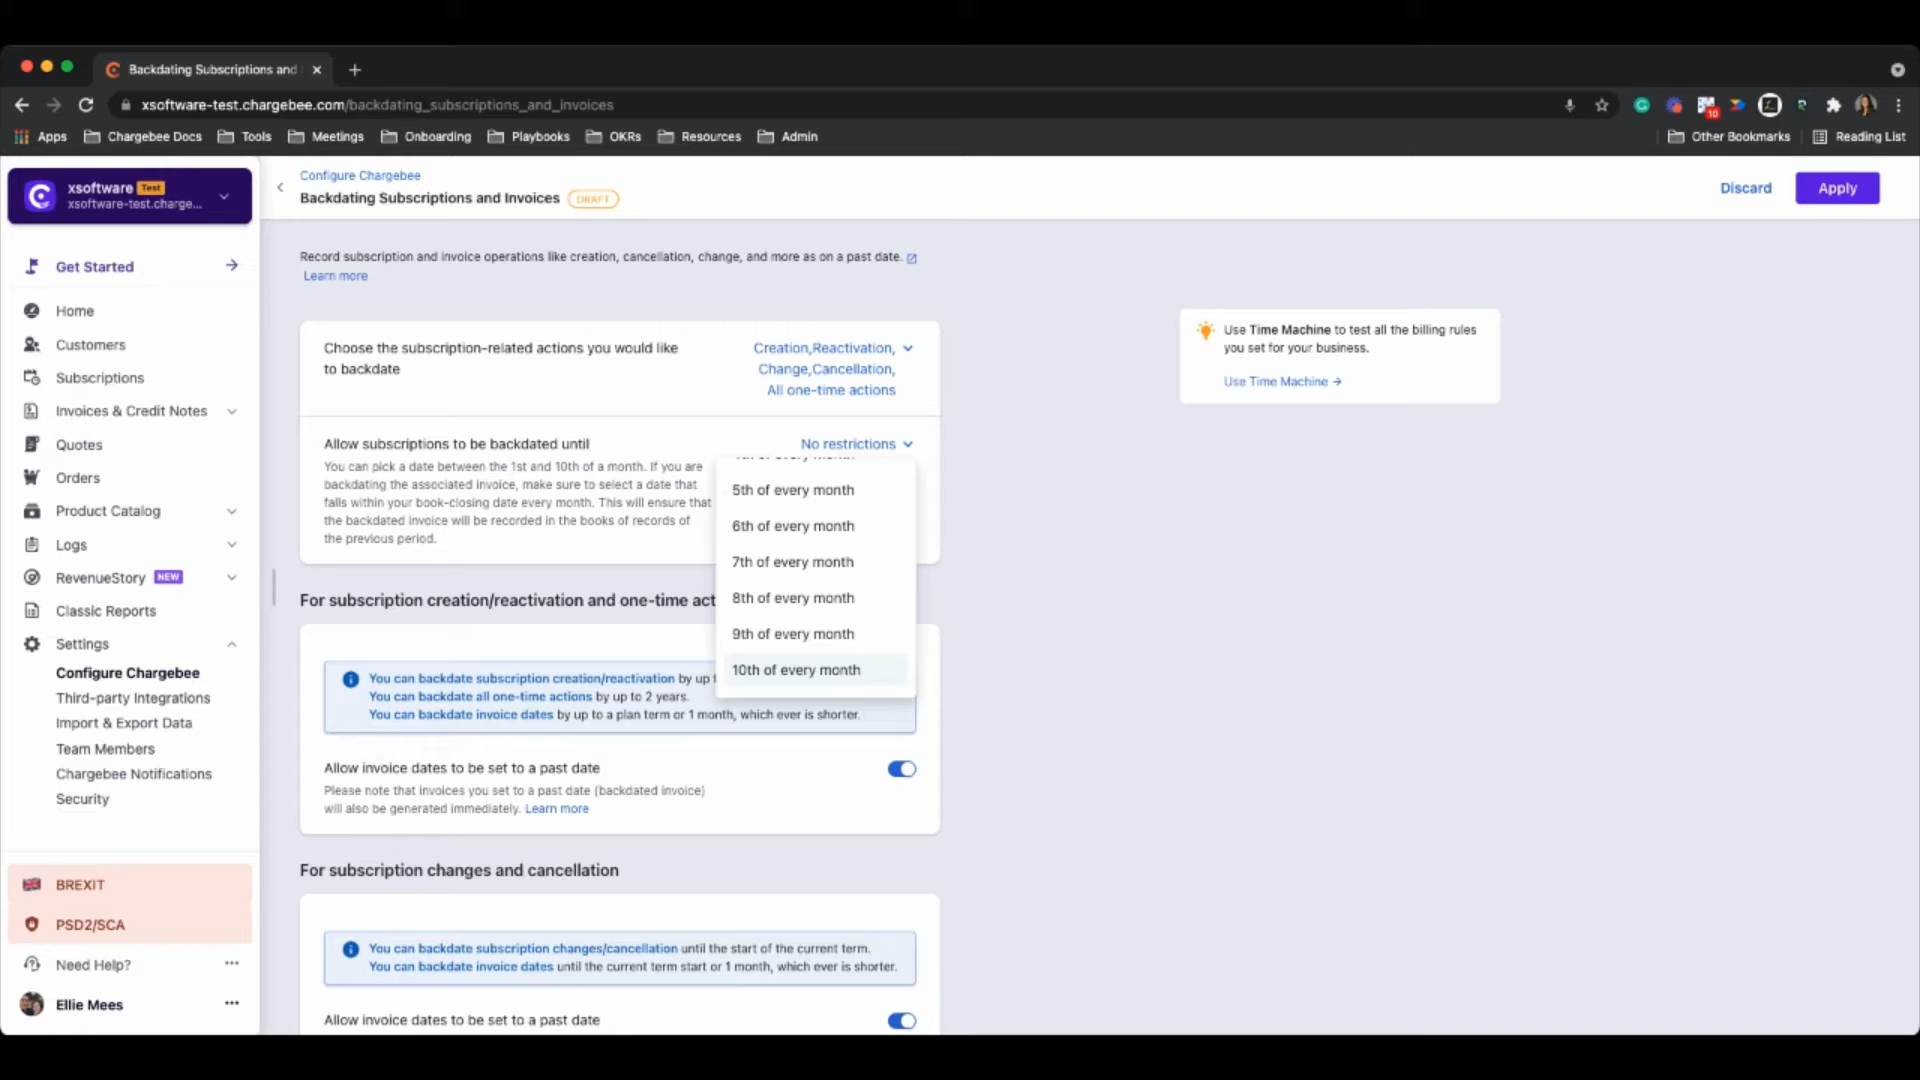 Backdating Subscriptions and
xsoftware-test.chargebee.com/backdating_subscriptions_and_invoices
10
Apps
Chargebee Docs
Tools
Meetings
Onboarding
Playbooks
OKRs
Resources
Admin
Other Bookmarks
Reading List
xsoftware Test
xsoftware-test.charge...
Configure Chargebee
Backdating Subscriptions and Invoices DRAFT
Discard
Apply
Get Started
Home
Customers
Subscriptions
Invoices & Credit Notes
Quotes
Orders
Product Catalog
Logs
RevenueStory NEW
Classic Reports
Settings
Configure Chargebee
Third-party Integrations
Import & Export Data
Team Members
Chargebee Notifications
Security
BREXIT
PSD2/SCA
Need Help?
Ellie Mees
Record subscription and invoice operations like creation, cancellation, change, and more as on a past date.
Learn more
Choose the subscription-related actions you would like
to backdate
Creation,Reactivation,
Change,Cancellation,
All one-time actions
Allow subscriptions to be backdated until
No restrictions
You can pick a date between the 1st and 10th of a month. If you are
backdating the associated invoice, make sure to select a date that
falls within your book-closing date every month. This will ensure that
the backdated invoice will be recorded in the books of records of
the previous period.
5th of every month
6th of every month
7th of every month
8th of every month
9th of every month
10th of every month
For subscription creation/reactivation and one-time act
You can backdate subscription creation/reactivation by up
You can backdate all one-time actions by up to 2 years.
You can backdate invoice dates by up to a plan term or 1 month, which ever is shorter.
Allow invoice dates to be set to a past date
Please note that invoices you set to a past date (backdated invoice)
will also be generated immediately. Learn more
For subscription changes and cancellation
You can backdate subscription changes/cancellation until the start of the current term.
You can backdate invoice dates until the current term start or 1 month, which ever is shorter.
Allow invoice dates to be set to a past date
Use Time Machine to test all the billing rules
you set for your business.
Use Time Machine